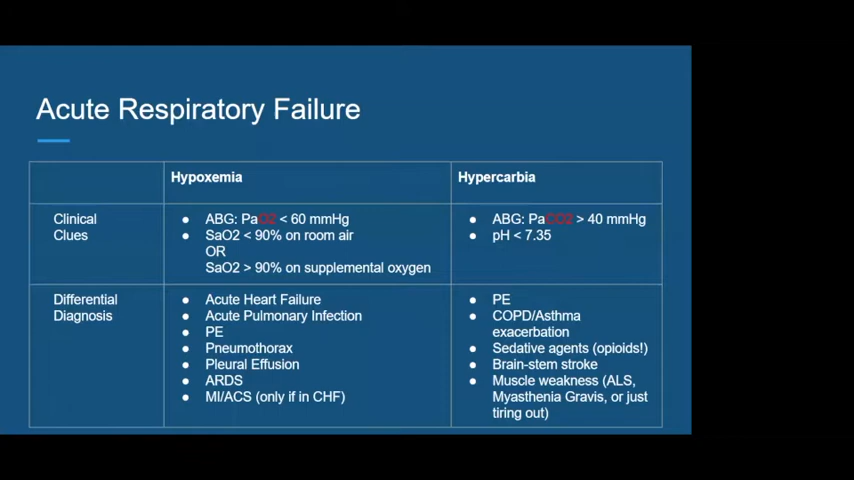 Acute Respiratory Failure
Hypoxemia
Hypercarbia
Clinical
Clues
● ABG: PaO2 < 60 mmHg
● SaO2 < 90% on room air
OR
SaO2 > 90% on supplemental oxygen
● ABG: PaCO2 > 40 mmHg
● pH < 7.35
Differential
Diagnosis
● Acute Heart Failure
● Acute Pulmonary Infection
● PE
● Pneumothorax
● Pleural Effusion
● ARDS
● MI/ACS (only if in CHF)
● PE
● COPD/Asthma
exacerbation
● Sedative agents (opioids!)
● Brain-stem stroke
● Muscle weakness (ALS,
Myasthenia Gravis, or just
tiring out)